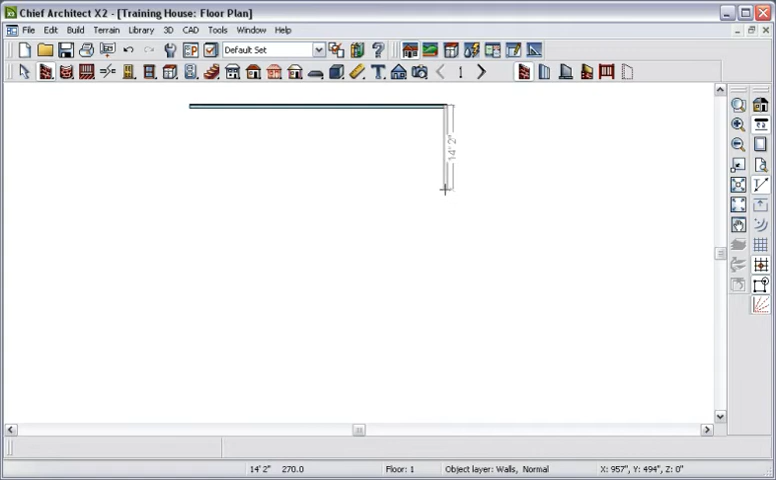 Chief Architect X2 - [Training House: Floor Plan]
File Edit Build Terrain Library 3D CAD Tools Window Help
Default Set
1
14' 2"
14' 2" 270.0 Floor: 1 Object layer: Walls, Normal X: 957", Y: 494", Z: 0"